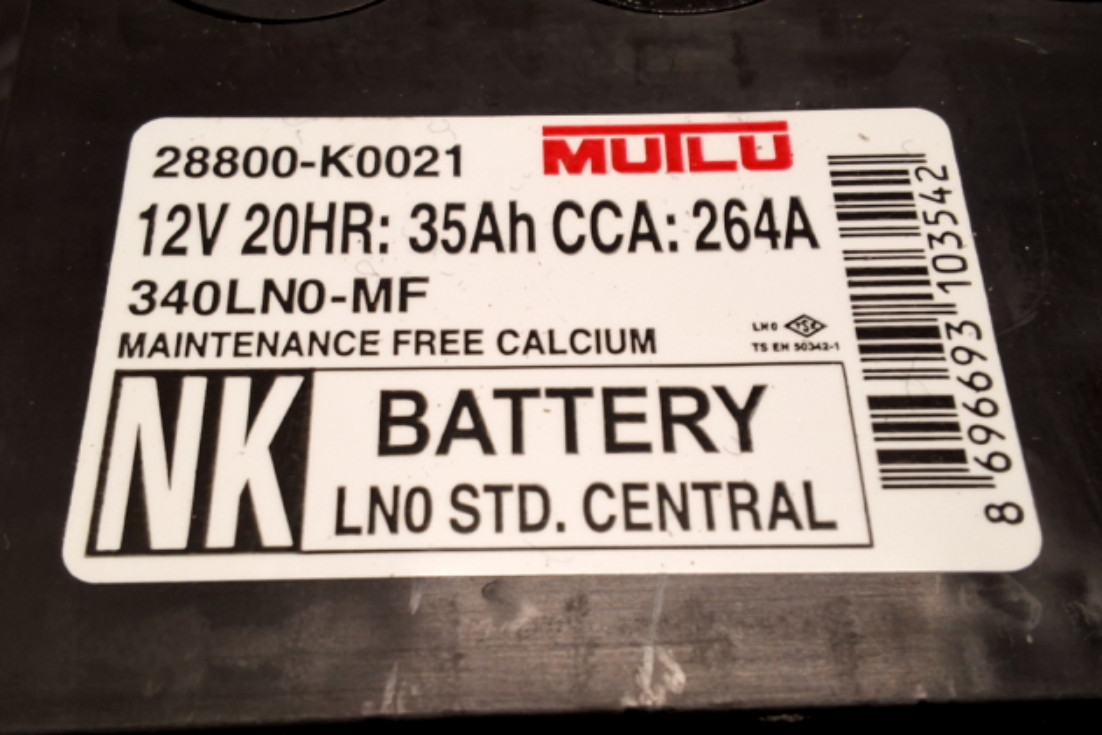 28800-K0021
MUTLU
12V 20HR: 35Ah CCA: 264A
340LN0-MF
MAINTENANCE FREE CALCIUM
LN0 TSE
TS EN 50342-1
NK
BATTERY
LN0 STD. CENTRAL
8 696693 103542